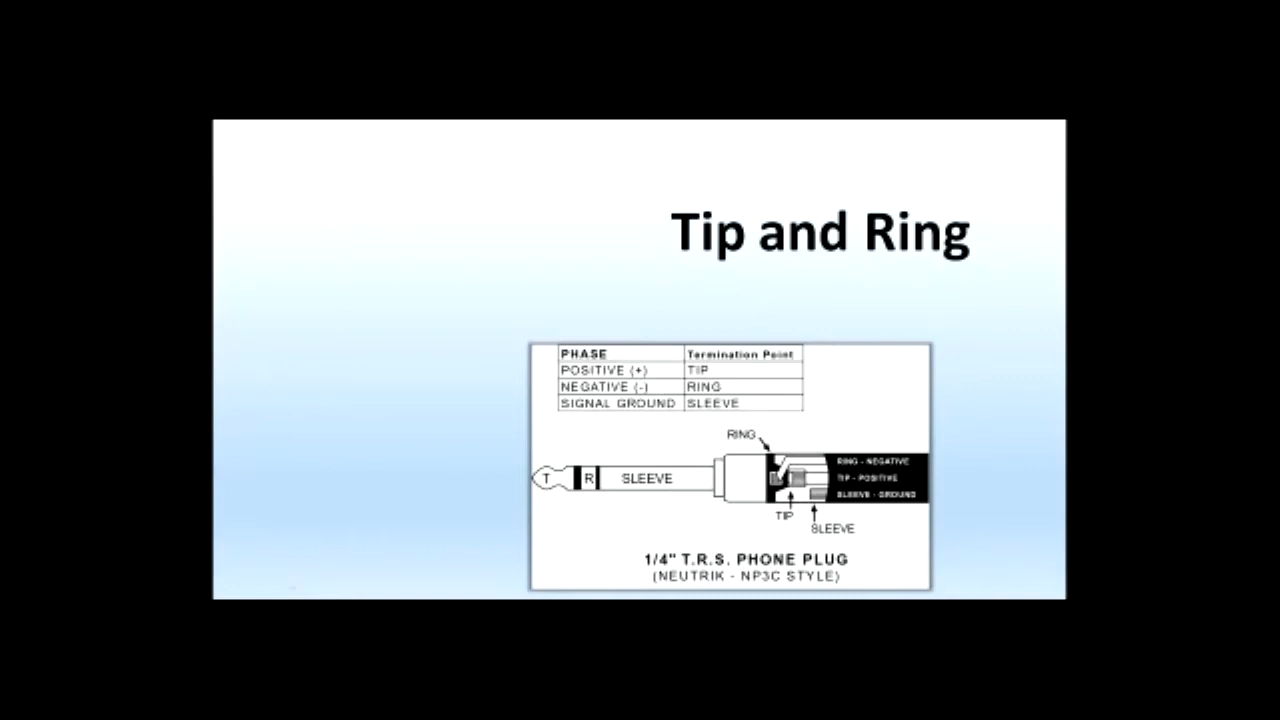 Tip and Ring
PHASE Termination Point
POSITIVE (+) TIP
NEGATIVE (-) RING
SIGNAL GROUND SLEEVE
RING
RING - NEGATIVE
T R SLEEVE TIP - POSITIVE
SLEEVE - GROUND
TIP
SLEEVE
1/4" T.R.S. PHONE PLUG
(NEUTRIK - NP3C STYLE)